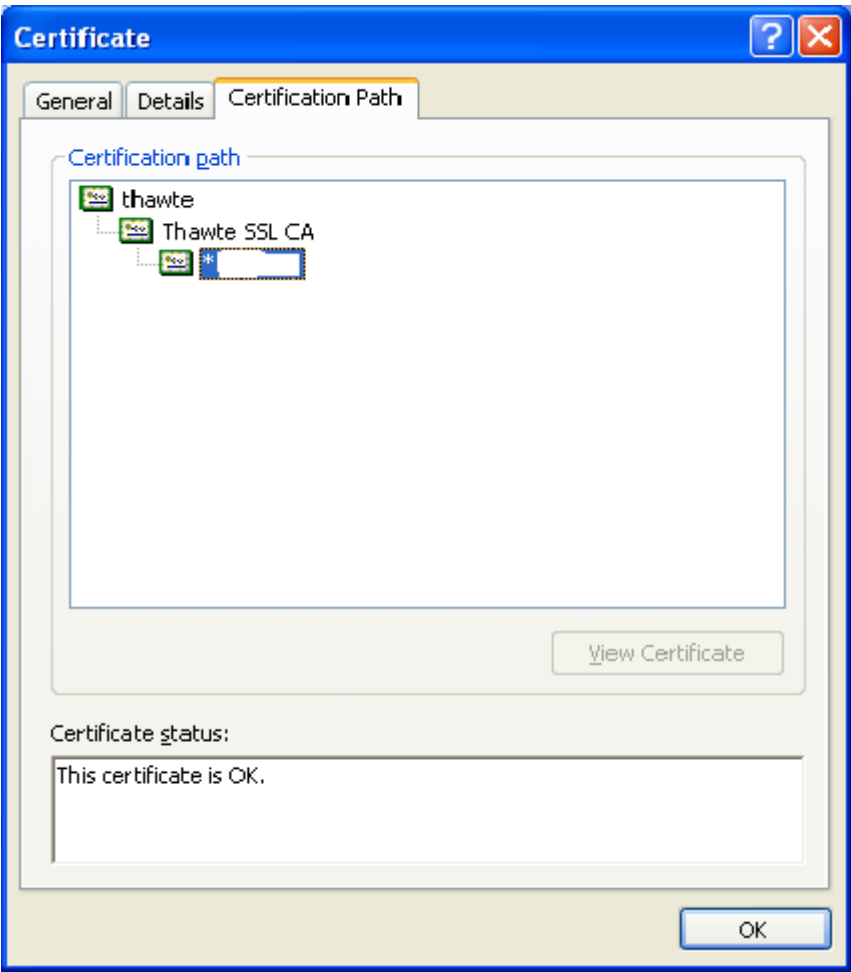 Certificate
General Details Certification Path
Certification path
thawte
Thawte SSL CA
*
View Certificate
Certificate status:
This certificate is OK.
OK